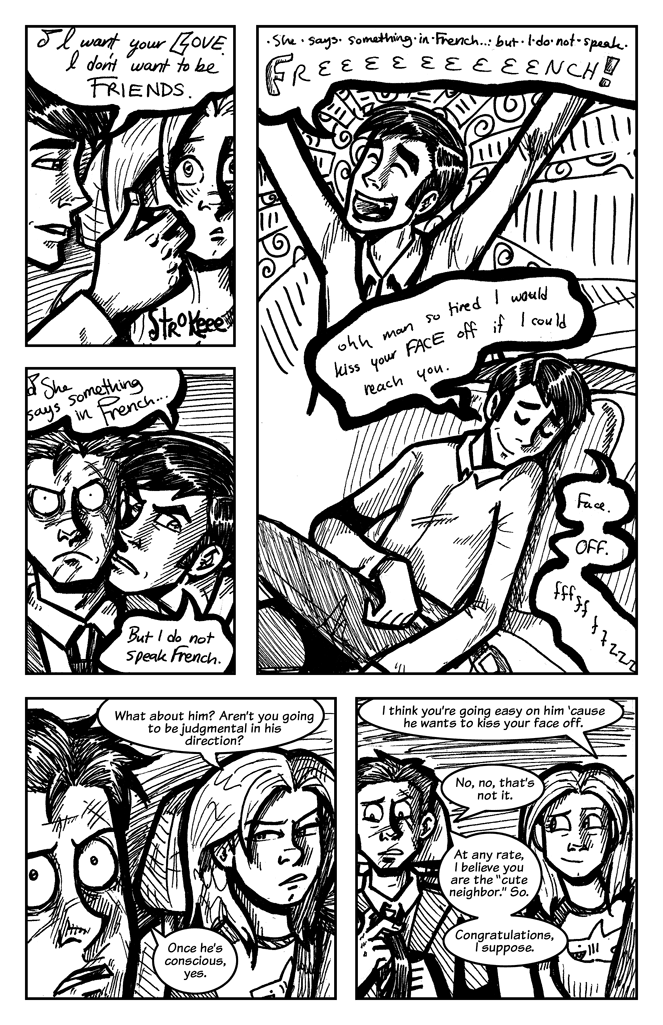 ♪ I want your LOVE.
I don't want to be
FRIENDS.
STROKEEE
• She • says • something • in • French...: but • I • do • not • speak •
FREEEEEEEEENCH!
♪ She
says something
in French...
But I do not
speak French.
ohh man so tired I would
kiss your FACE off if I could
reach you.
Face.
OFF.
ffffffzzz
What about him? Aren't you going
to be judgmental in his
direction?
Once he's
conscious,
yes.
I think you're going easy on him 'cause
he wants to kiss your face off.
No, no, that's
not it.
At any rate,
I believe you
are the "cute
neighbor." So.
Congratulations,
I suppose.